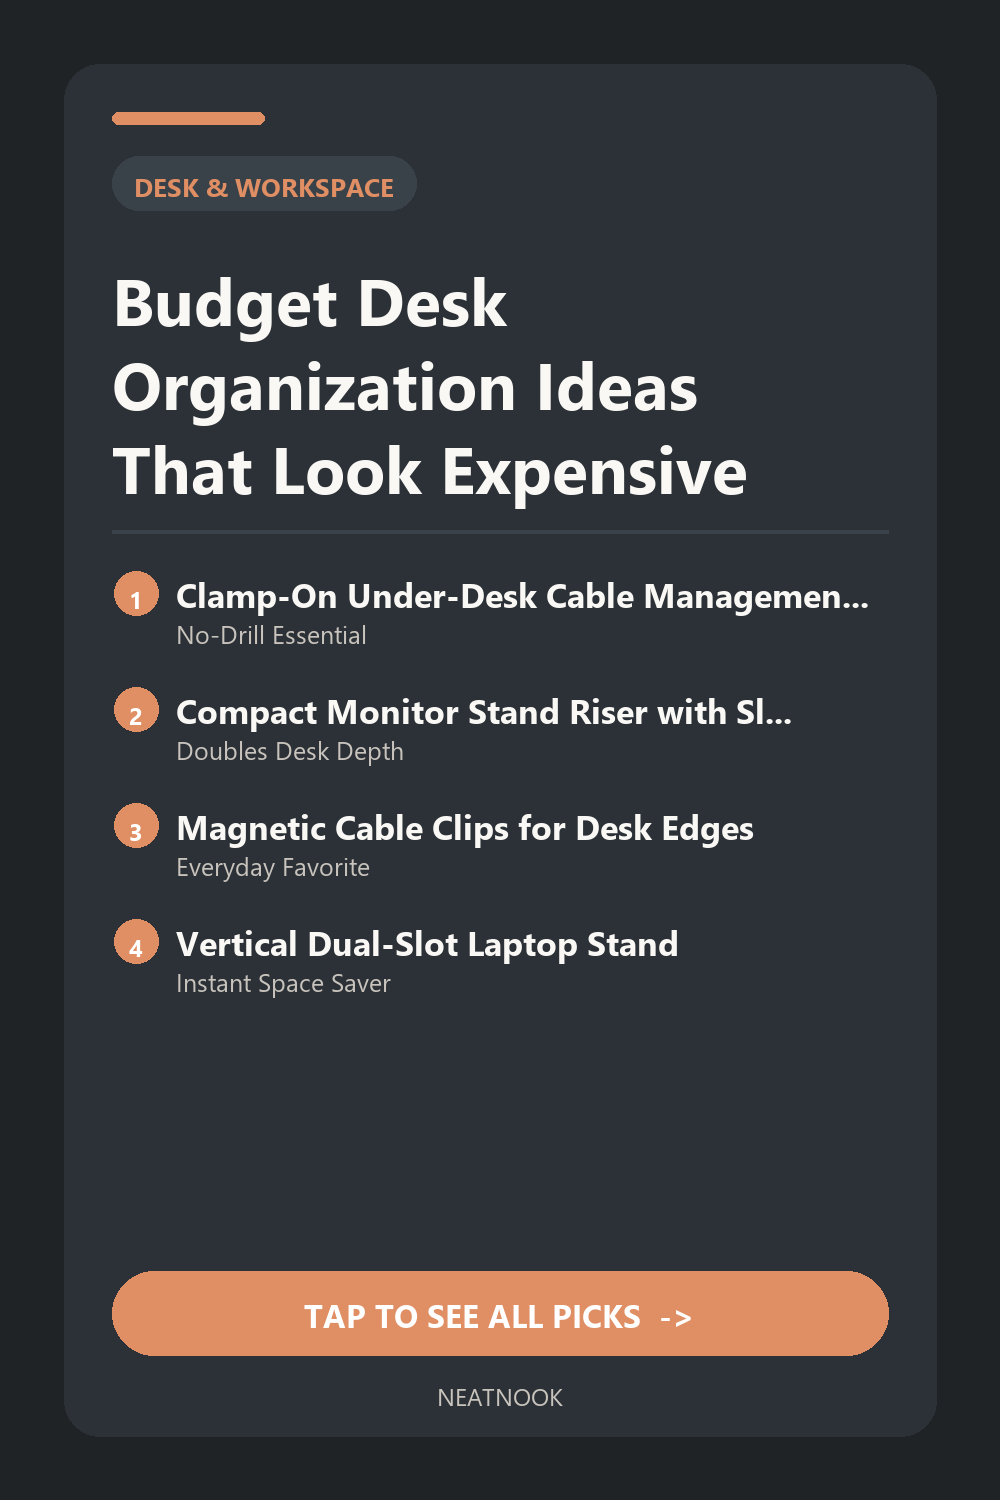 DESK & WORKSPACE
Budget Desk
Organization Ideas
That Look Expensive
1 Clamp-On Under-Desk Cable Managemen...
No-Drill Essential
2 Compact Monitor Stand Riser with Sl...
Doubles Desk Depth
3 Magnetic Cable Clips for Desk Edges
Everyday Favorite
4 Vertical Dual-Slot Laptop Stand
Instant Space Saver
TAP TO SEE ALL PICKS ->
NEATNOOK